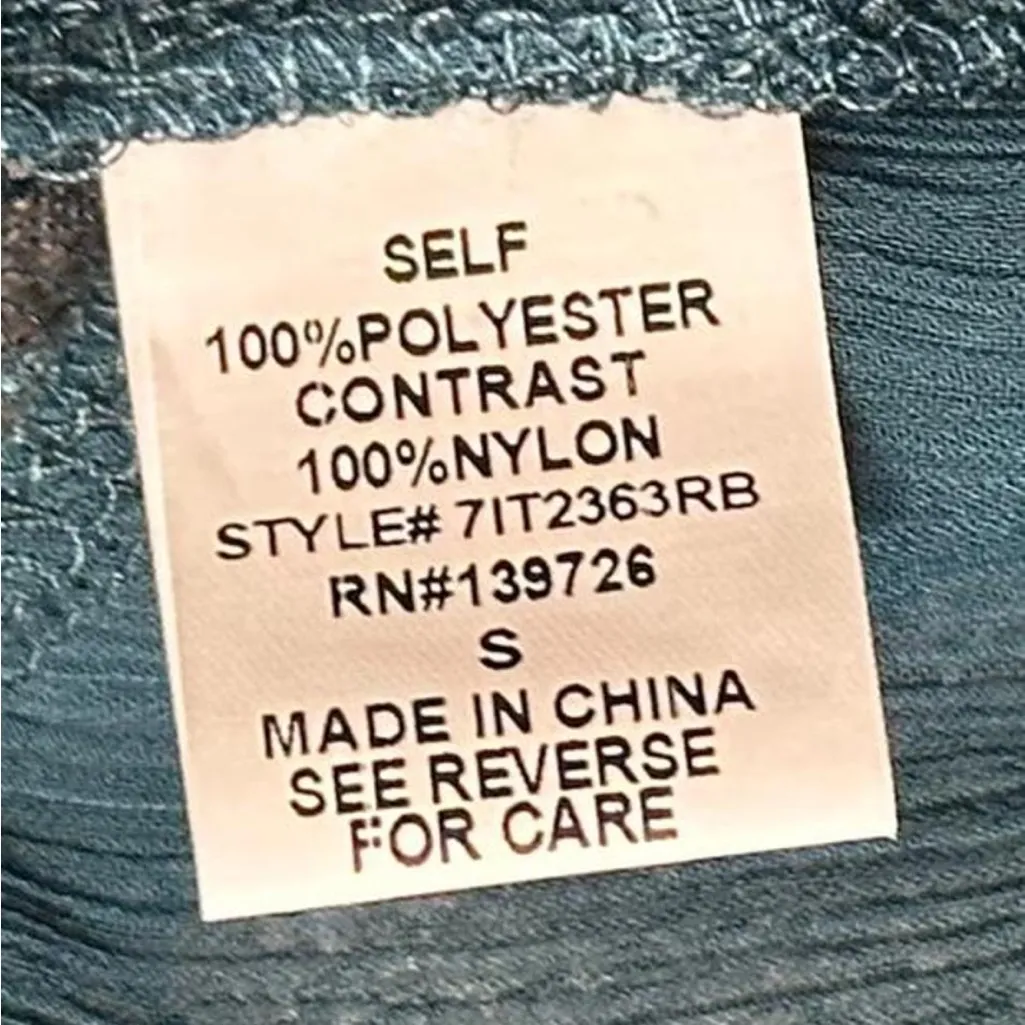 SELF
100%POLYESTER
CONTRAST
100%NYLON
STYLE# 7IT2363RB
RN#139726
S
MADE IN CHINA
SEE REVERSE
FOR CARE